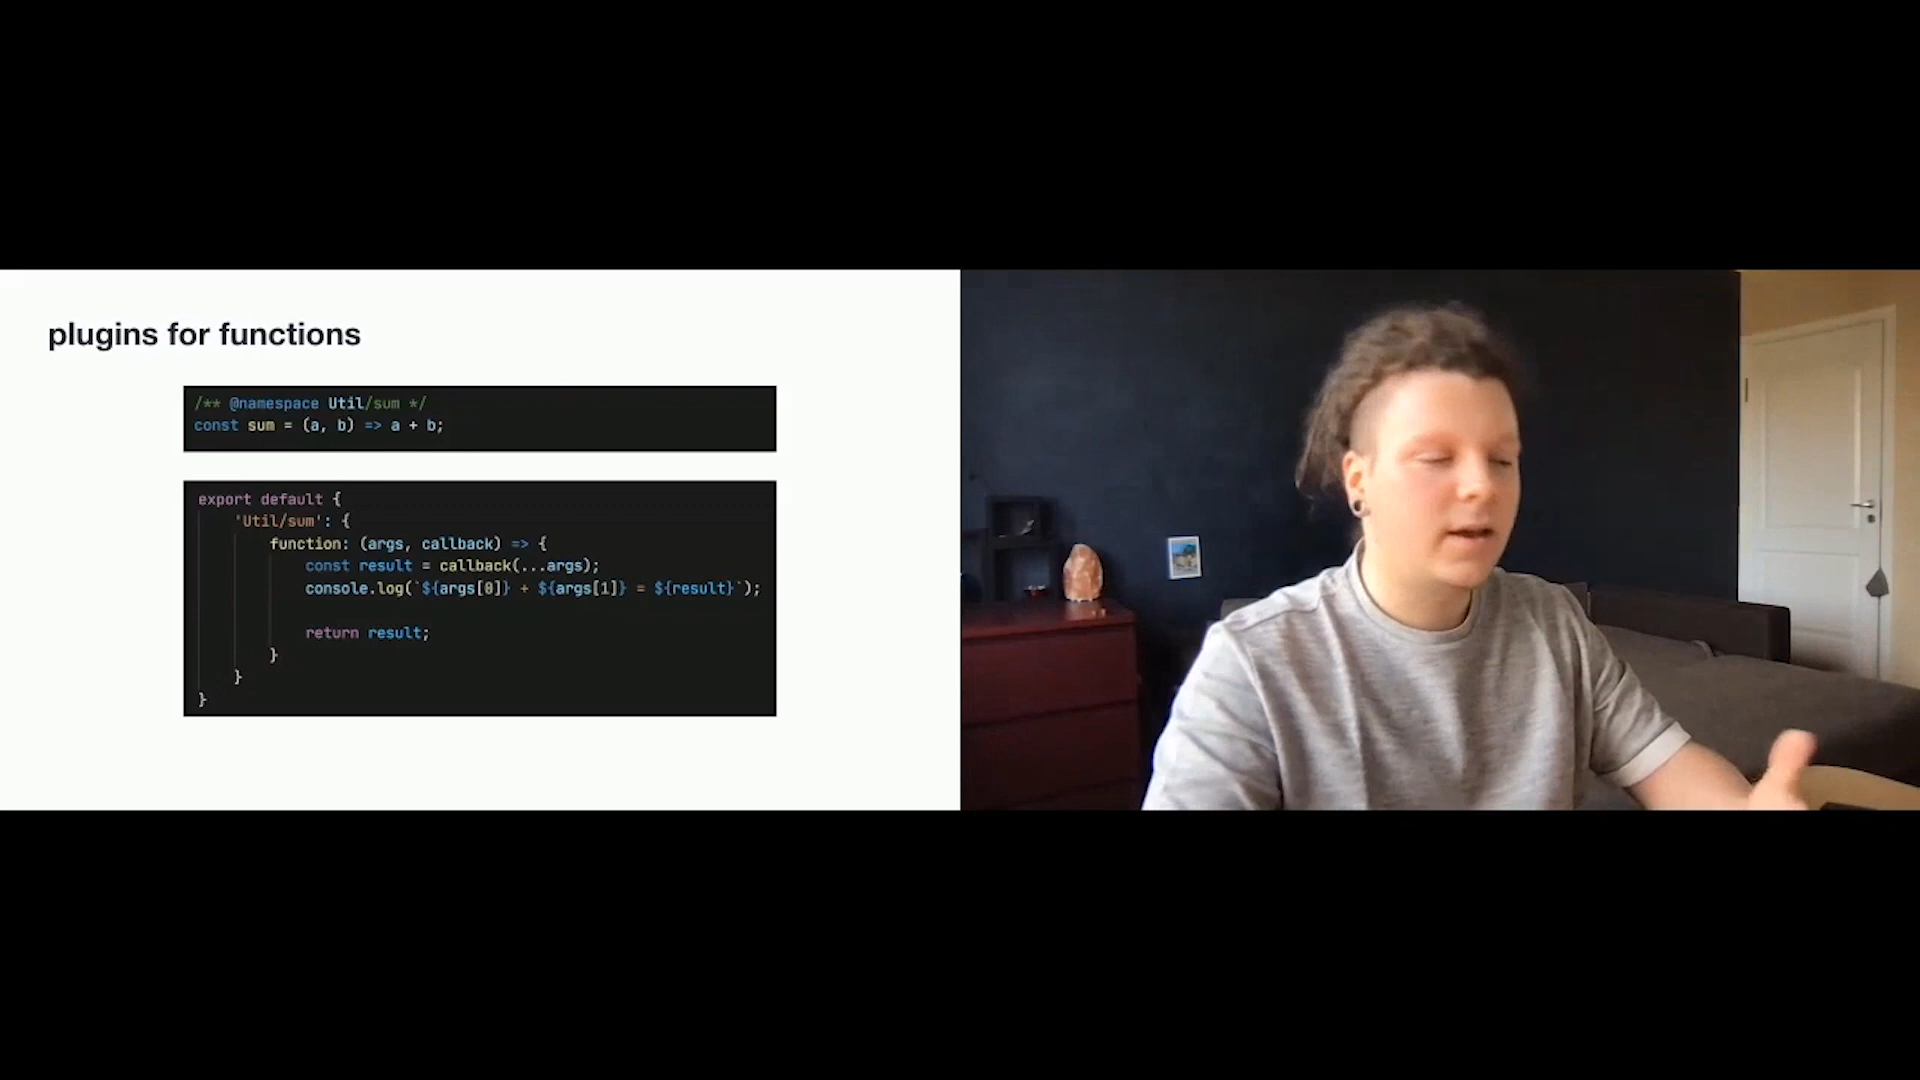 plugins for functions
/** @namespace Util/sum */
const sum = (a, b) => a + b;
export default {
'Util/sum': {
function: (args, callback) => {
const result = callback(...args);
console.log(`${args[0]} + ${args[1]} = ${result}`);
return result;
}
}
}